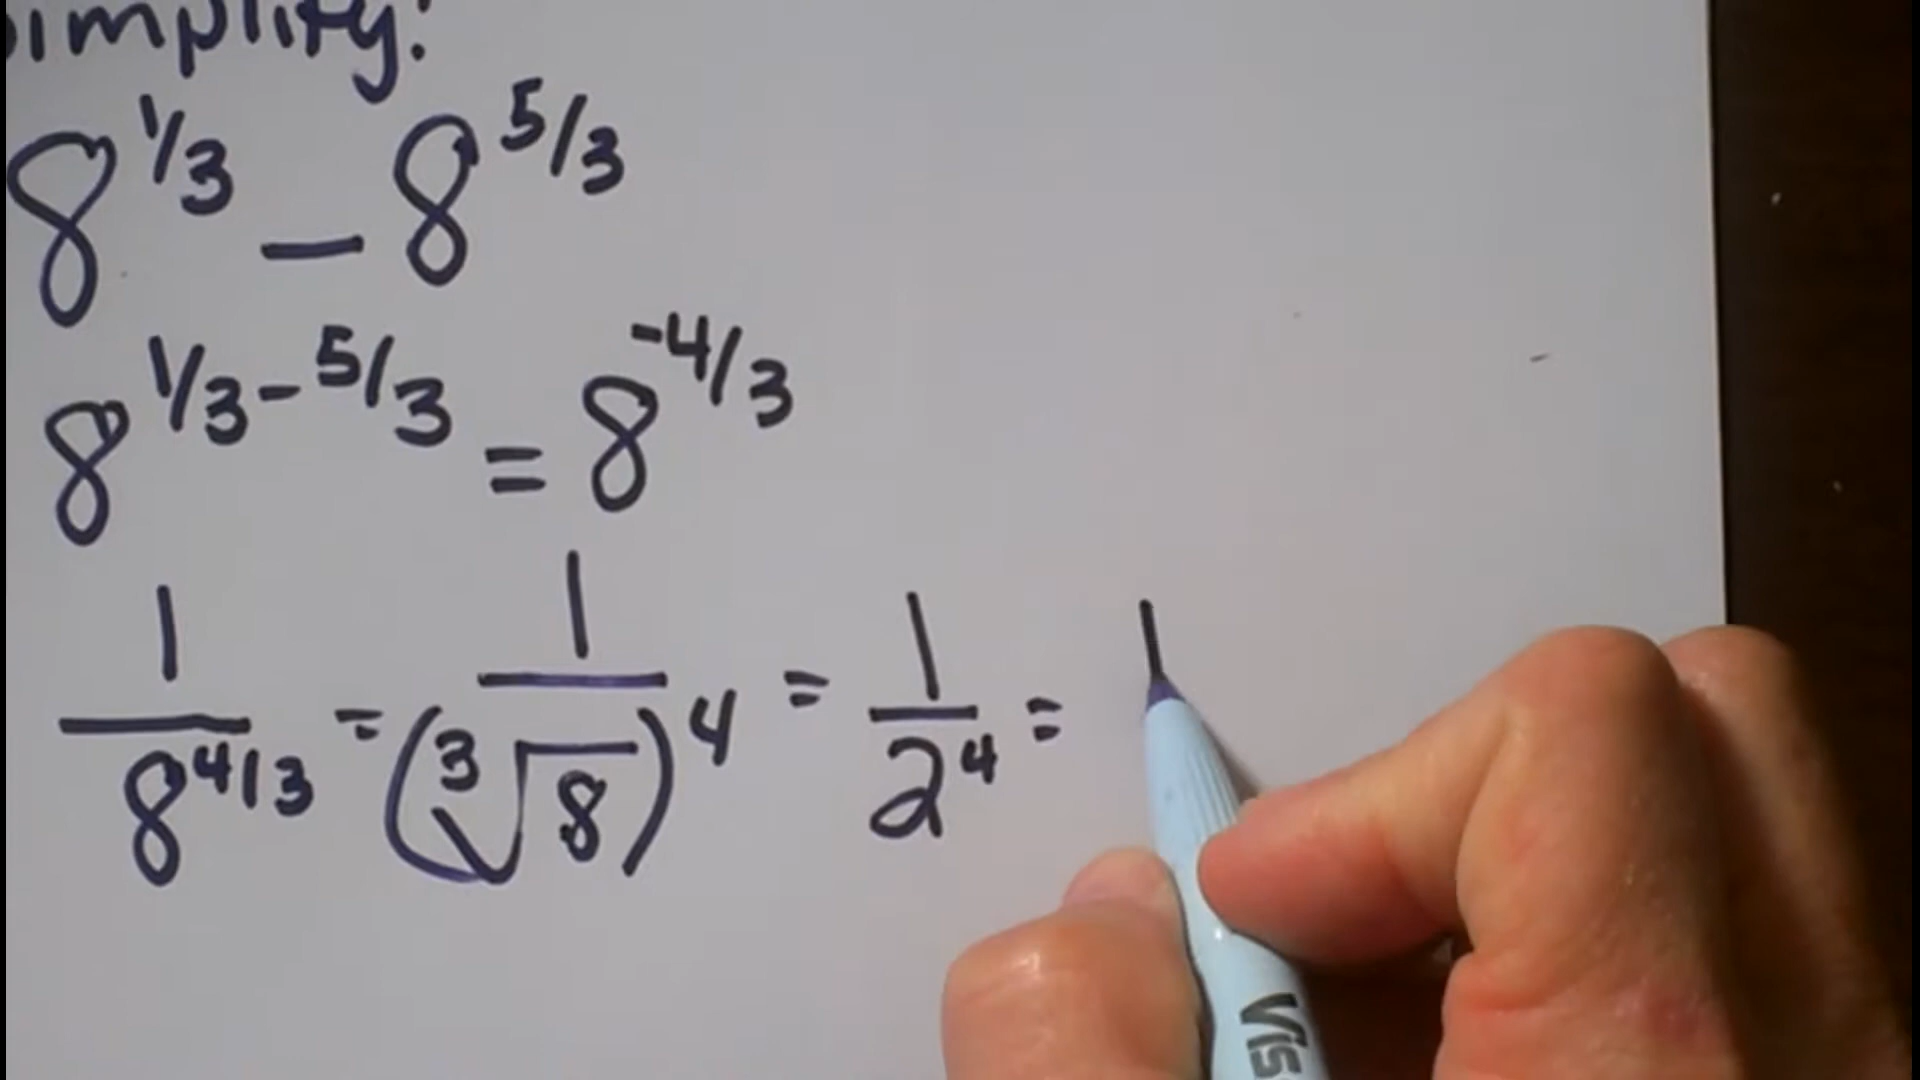 simplify:
8^1/3 — 8^5/3
8^1/3 - 5/3 = 8^-4/3
1/8^4/3 = 1/(∛8)^4 = 1/2^4 = 1
Vis